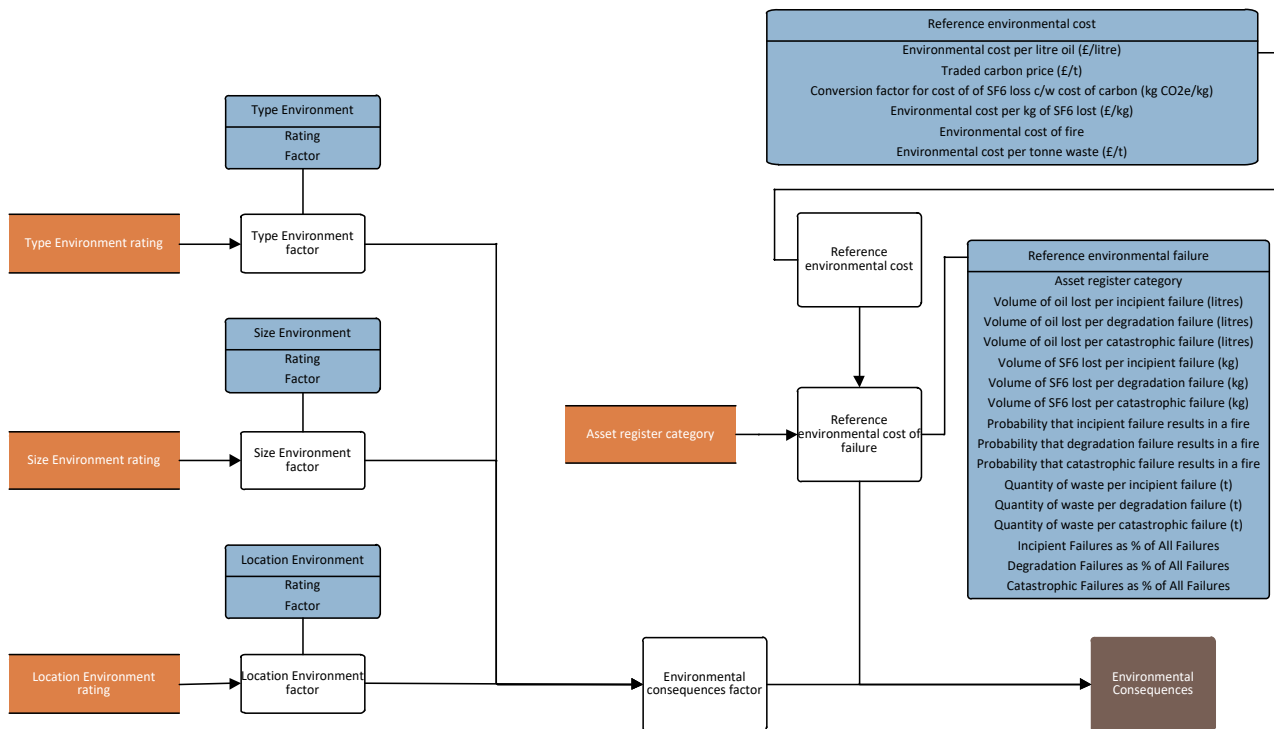 Reference environmental cost
Environmental cost per litre oil (£/litre)
Traded carbon price (£/t)
Conversion factor for cost of of SF6 loss c/w cost of carbon (kg CO2e/kg)
Environmental cost per kg of SF6 lost (£/kg)
Environmental cost of fire
Environmental cost per tonne waste (£/t)
Type Environment
Rating
Factor
Type Environment rating
Type Environment
factor
Reference
environmental cost
Reference environmental failure
Asset register category
Volume of oil lost per incipient failure (litres)
Volume of oil lost per degradation failure (litres)
Volume of oil lost per catastrophic failure (litres)
Volume of SF6 lost per incipient failure (kg)
Volume of SF6 lost per degradation failure (kg)
Volume of SF6 lost per catastrophic failure (kg)
Probability that incipient failure results in a fire
Probability that degradation failure results in a fire
Probability that catastrophic failure results in a fire
Quantity of waste per incipient failure (t)
Quantity of waste per degradation failure (t)
Quantity of waste per catastrophic failure (t)
Incipient Failures as % of All Failures
Degradation Failures as % of All Failures
Catastrophic Failures as % of All Failures
Size Environment
Rating
Factor
Size Environment rating
Size Environment
factor
Asset register category
Reference
environmental cost of
failure
Location Environment
Rating
Factor
Location Environment
rating
Location Environment
factor
Environmental
consequences factor
Environmental
Consequences